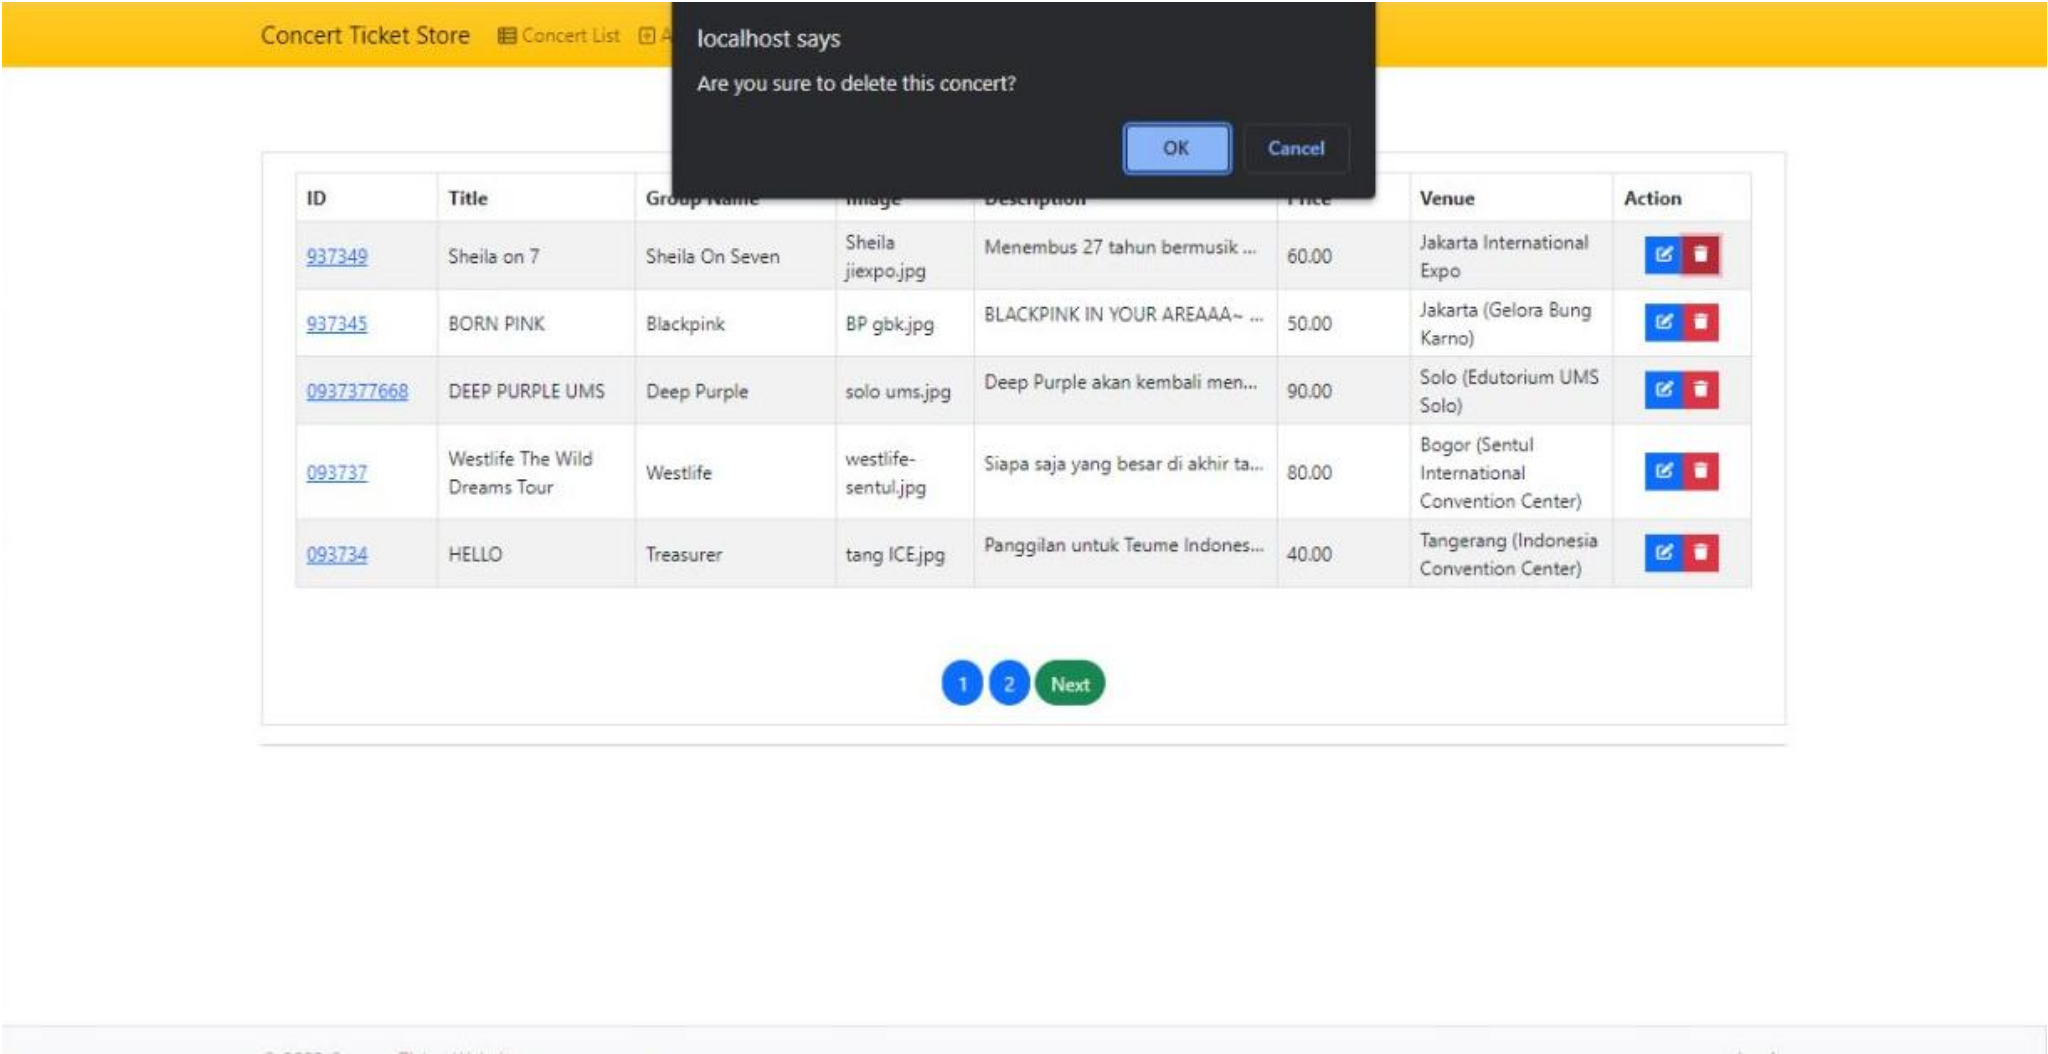 Concert Ticket Store Concert List
localhost says
Are you sure to delete this concert?
OK Cancel
ID Title Group Name Image Description Price Venue Action
937349 Sheila on 7 Sheila On Seven Sheila jiexpo.jpg Menembus 27 tahun bermusik ... 60.00 Jakarta International Expo
937345 BORN PINK Blackpink BP gbk.jpg BLACKPINK IN YOUR AREAAA~ ... 50.00 Jakarta (Gelora Bung Karno)
0937377668 DEEP PURPLE UMS Deep Purple solo ums.jpg Deep Purple akan kembali men... 90.00 Solo (Edutorium UMS Solo)
093737 Westlife The Wild Dreams Tour Westlife westlife-sentul.jpg Siapa saja yang besar di akhir ta... 80.00 Bogor (Sentul International Convention Center)
093734 HELLO Treasurer tang ICE.jpg Panggilan untuk Teume Indones... 40.00 Tangerang (Indonesia Convention Center)
1 2 Next